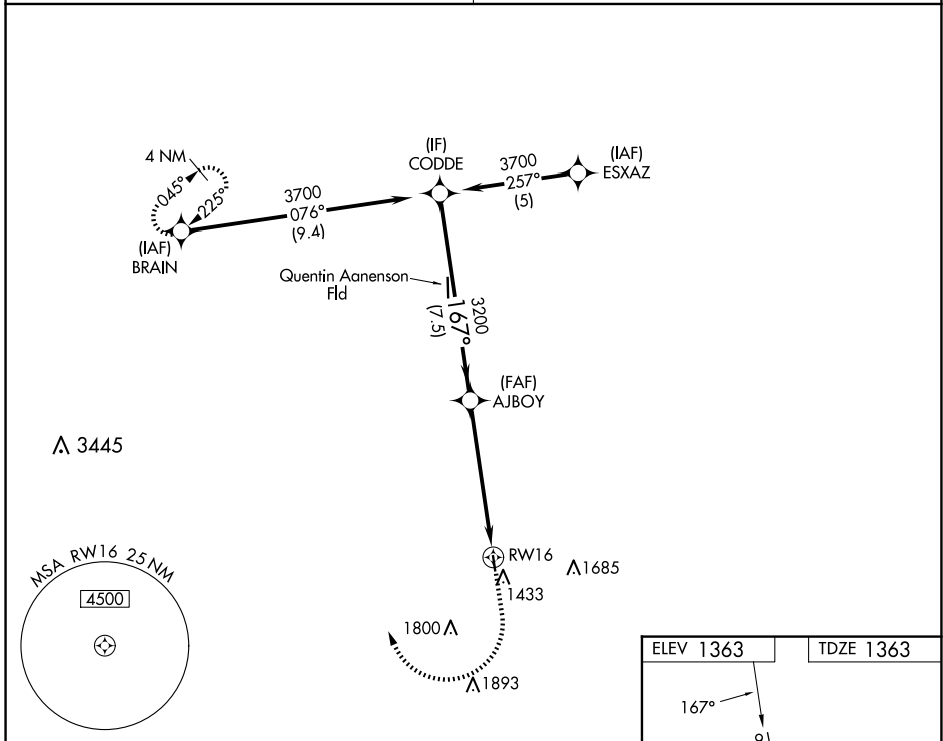 (IF)
CODDE
4 NM
045°
225°
(IAF)
BRAIN
3700
076°
(9.4)
3700
257°
(5)
(IAF)
ESXAZ
Quentin Aanenson
Fld
3200
167°
(7.5)
(FAF)
AJBOY
3445
RW16
1433
1685
1800
1893
MSA RW16 25 NM
4500
ELEV 1363
TDZE 1363
167°